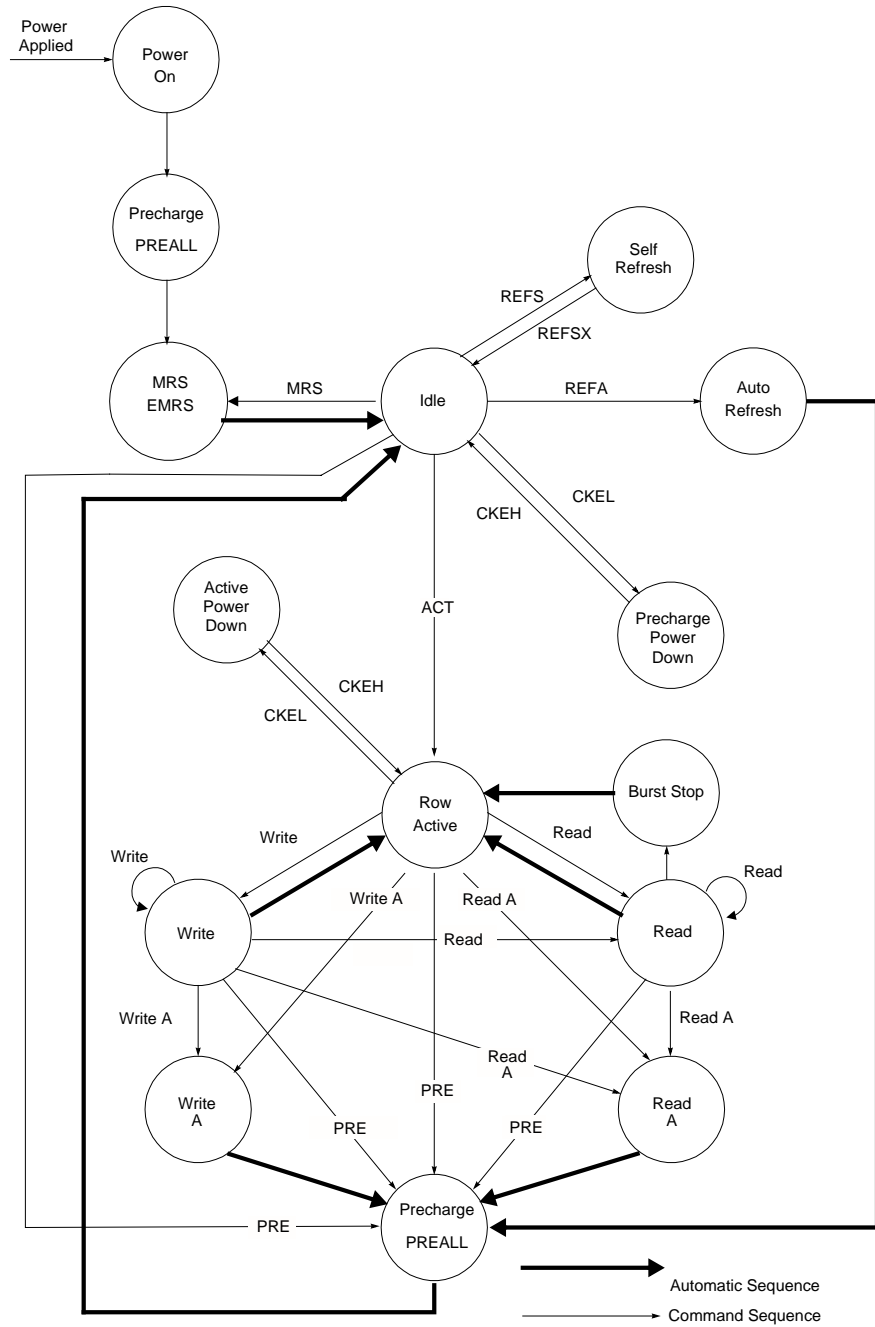 Power
Applied
Power
On
Precharge
PREALL
Self
Refresh
REFS
REFSX
MRS
EMRS
MRS
Idle
REFA
Auto
Refresh
CKEL
CKEH
Active
Power
Down
ACT
Precharge
Power
Down
CKEH
CKEL
Row
Active
Burst Stop
Write
Read
Write
Read
Write A
Read A
Write
Read
Read
Write A
Read A
Read
A
Write
A
PRE
Read
A
PRE
PRE
Precharge
PREALL
PRE
Automatic Sequence
Command Sequence